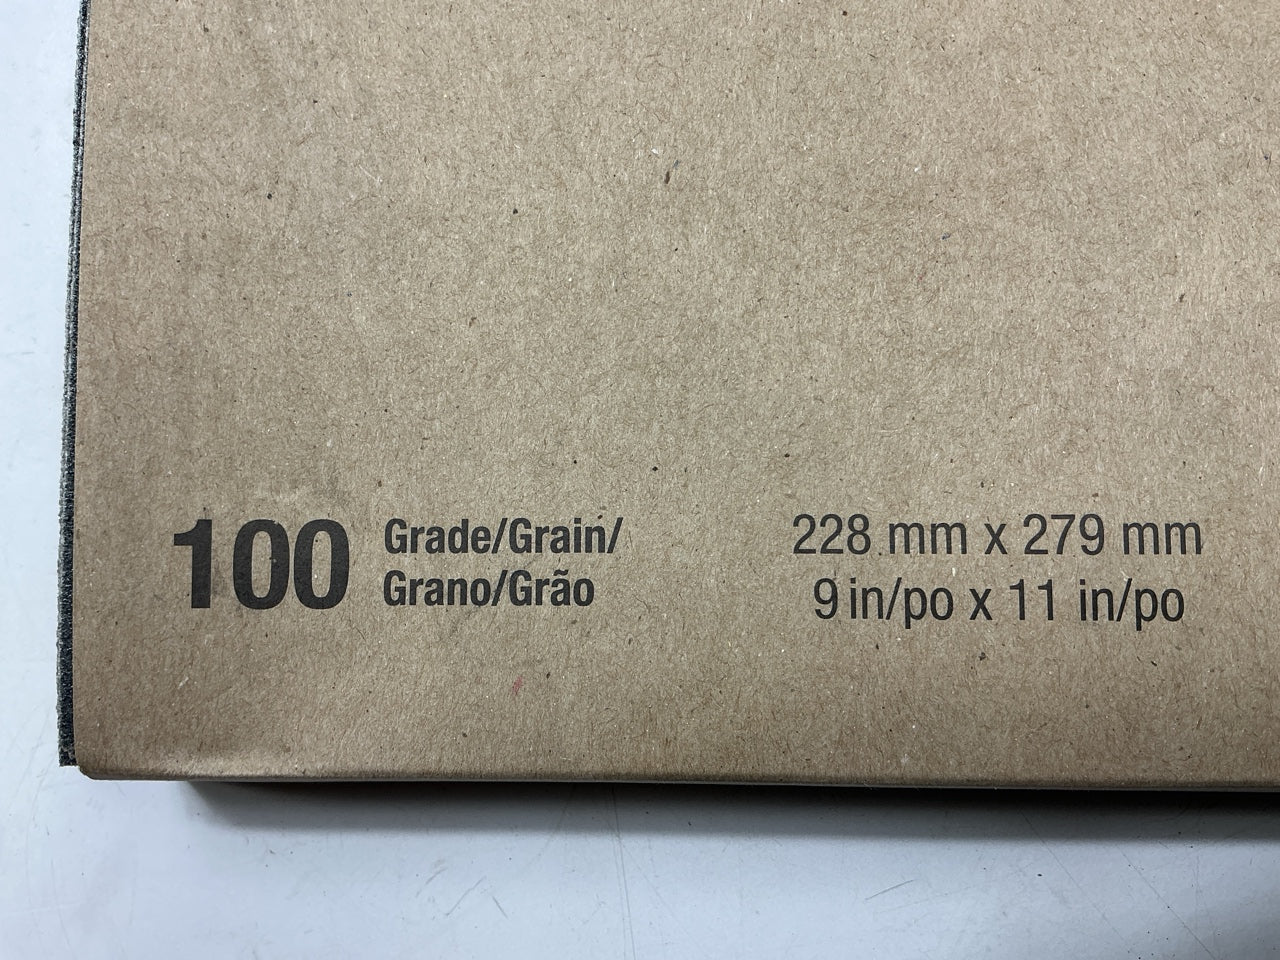 100 Grade/Grain/
Grano/Grão
228 mm x 279 mm
9 in/po x 11 in/po